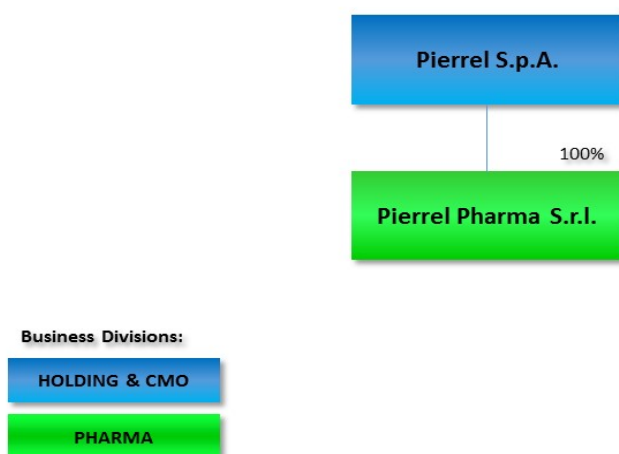 Pierrel S.p.A.
100%
Pierrel Pharma S.r.l.
Business Divisions:
HOLDING & CMO
PHARMA